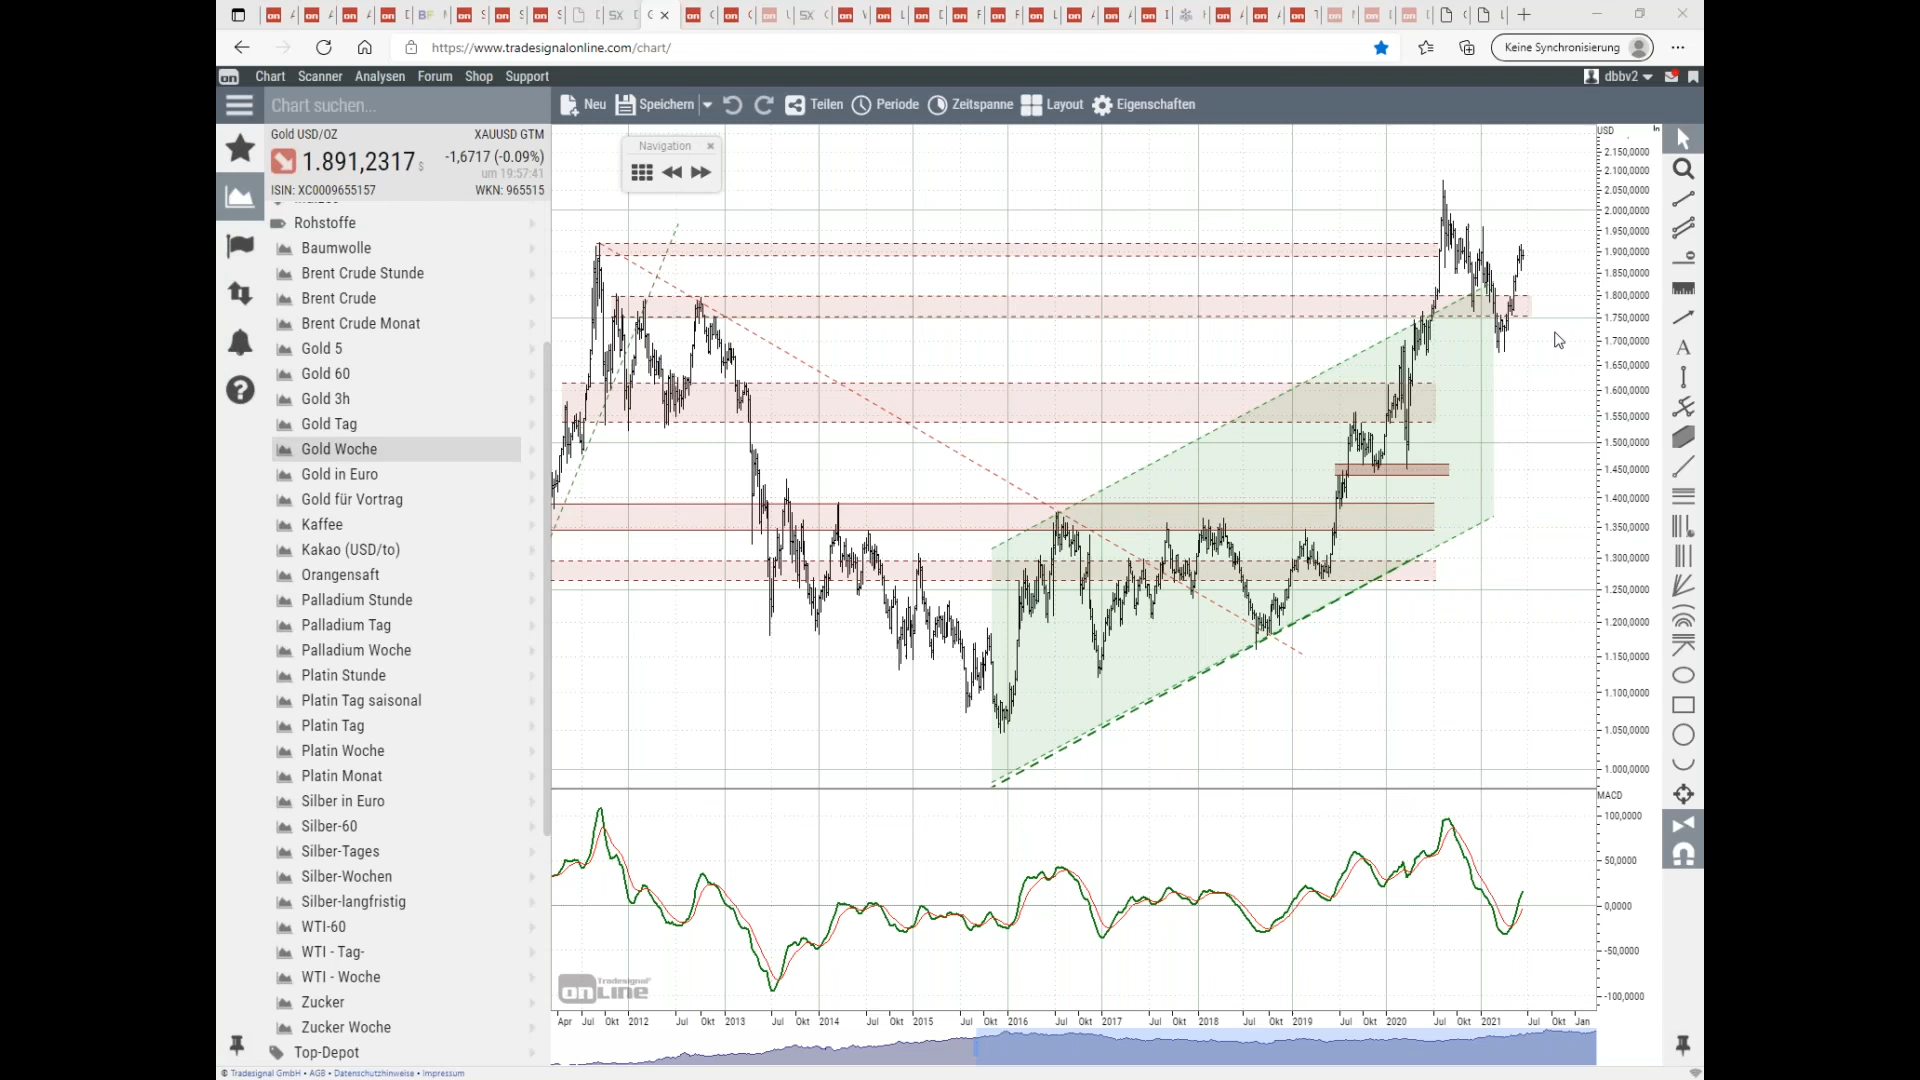 https://www.tradesignalonline.com/chart/
Keine Synchronisierung
on Chart Scanner Analysen Forum Shop Support
dbbv2
Chart suchen...
Neu Speichern Teilen Periode Zeitspanne Layout Eigenschaften
Gold USD/OZ XAUUSD GTM
1.891,2317 $ -1,6717 (-0.09%)
um 19:57:41
ISIN: XC0009655157 WKN: 965515
Rohstoffe
Baumwolle
Brent Crude Stunde
Brent Crude
Brent Crude Monat
Gold 5
Gold 60
Gold 3h
Gold Tag
Gold Woche
Gold in Euro
Gold für Vortrag
Kaffee
Kakao (USD/to)
Orangensaft
Palladium Stunde
Palladium Tag
Palladium Woche
Platin Stunde
Platin Tag saisonal
Platin Tag
Platin Woche
Platin Monat
Silber in Euro
Silber-60
Silber-Tages
Silber-Wochen
Silber-langfristig
WTI-60
WTI - Tag-
WTI - Woche
Zucker
Zucker Woche
Top-Depot
Navigation
USD
ln
2.150,0000
2.100,0000
2.050,0000
2.000,0000
1.950,0000
1.900,0000
1.850,0000
1.800,0000
1.750,0000
1.700,0000
1.650,0000
1.600,0000
1.550,0000
1.500,0000
1.450,0000
1.400,0000
1.350,0000
1.300,0000
1.250,0000
1.200,0000
1.150,0000
1.100,0000
1.050,0000
1.000,0000
MACD
100,0000
50,0000
0,0000
-50,0000
-100,0000
Tradesignal
onLINE
Apr Jul Okt 2012 Jul Okt 2013 Jul Okt 2014 Jul Okt 2015 Jul Okt 2016 Jul Okt 2017 Jul Okt 2018 Jul Okt 2019 Jul Okt 2020 Jul Okt 2021 Jul Okt Jan
© Tradesignal GmbH • AGB • Datenschutzhinweise • Impressum